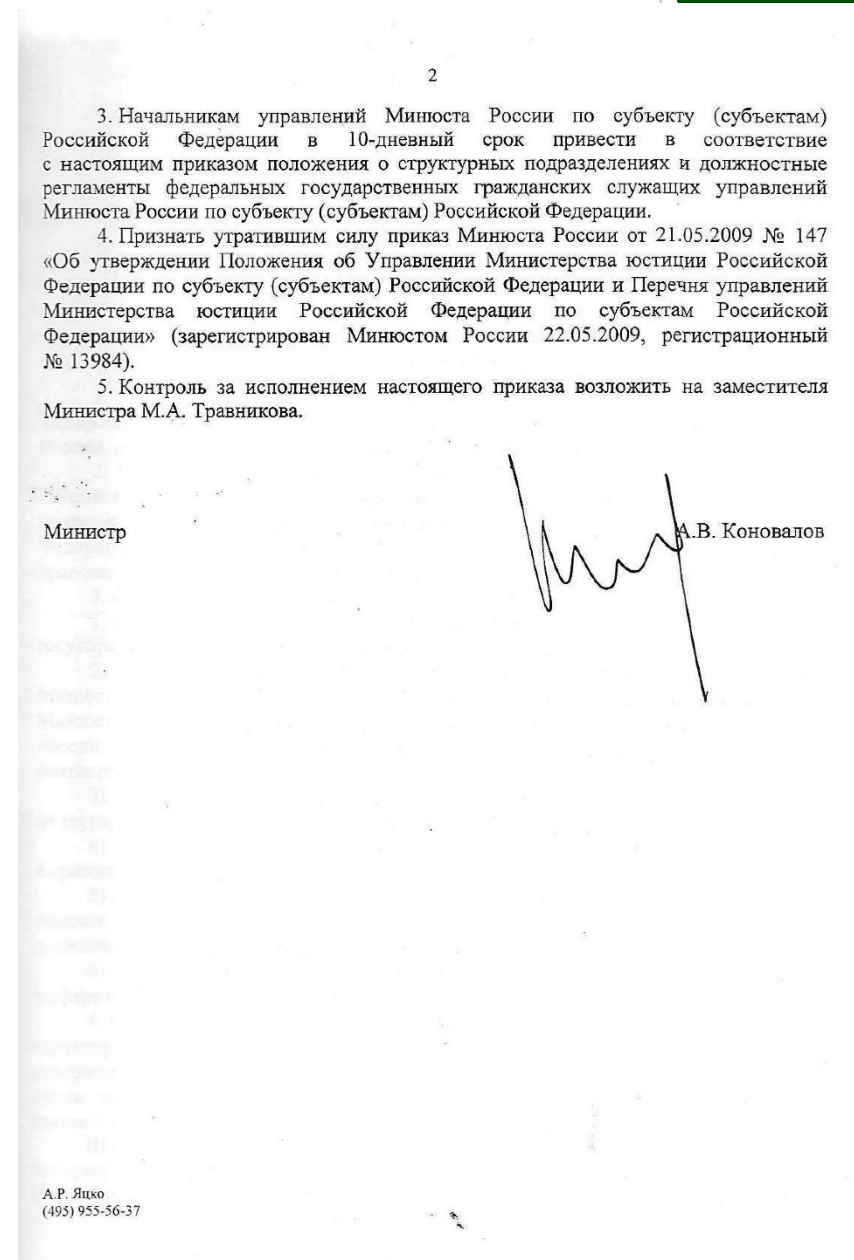 2
3. Начальникам управлений Минюста России по субъекту (субъектам)
Российской Федерации в 10-дневный срок привести в соответствие
с настоящим приказом положения о структурных подразделениях и должностные
регламенты федеральных государственных гражданских служащих управлений
Минюста России по субъекту (субъектам) Российской Федерации.
4. Признать утратившим силу приказ Минюста России от 21.05.2009 № 147
«Об утверждении Положения об Управлении Министерства юстиции Российской
Федерации по субъекту (субъектам) Российской Федерации и Перечня управлений
Министерства юстиции Российской Федерации по субъектам Российской
Федерации» (зарегистрирован Минюстом России 22.05.2009, регистрационный
№ 13984).
5. Контроль за исполнением настоящего приказа возложить на заместителя
Министра М.А. Травникова.
Министр А.В. Коновалов
А.Р. Яцко
(495) 955-56-37